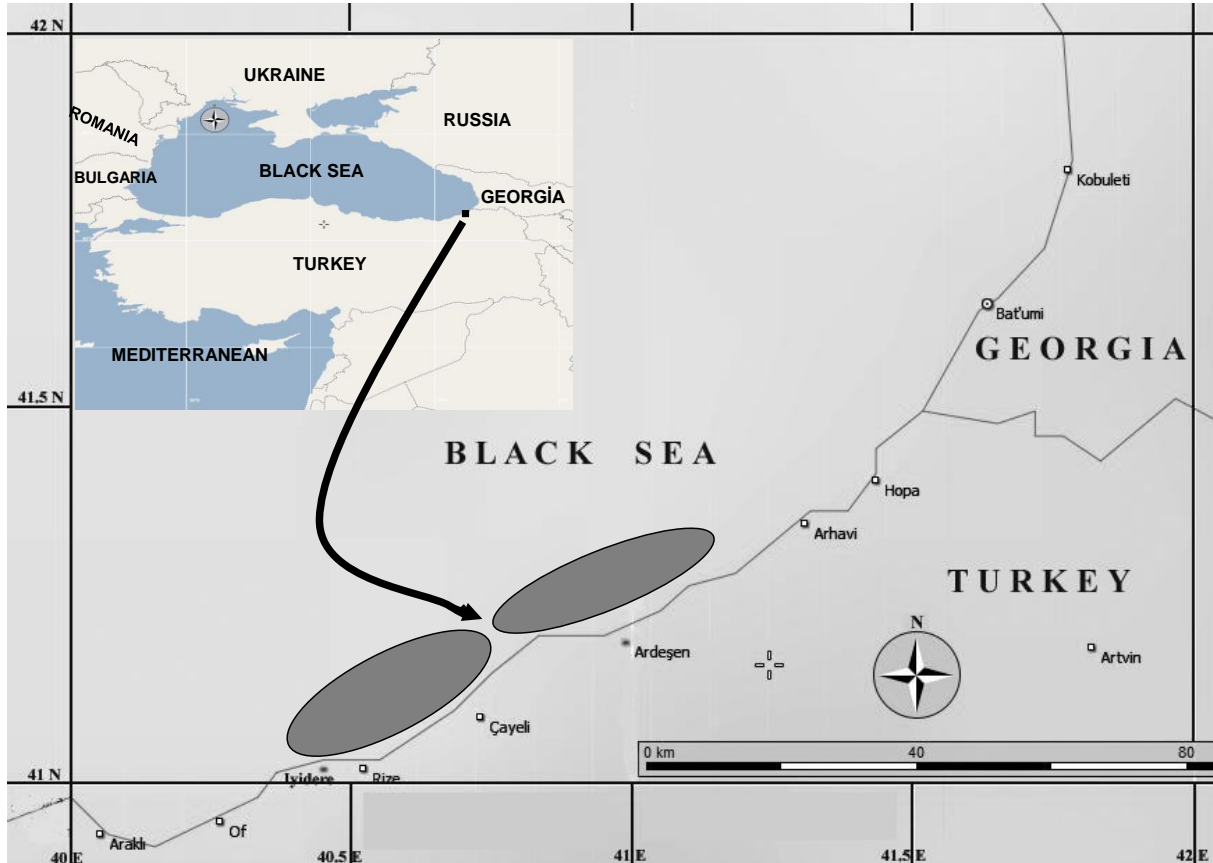 42 N
UKRAINE
ROMANIA
RUSSIA
BULGARIA
BLACK SEA
GEORGİA
TURKEY
MEDITERRANEAN
Kobuleti
Bat'umi
GEORGIA
41.5 N
BLACK SEA
Hopa
Arhavi
TURKEY
N
Ardeşen
Artvin
Çayeli
0 km 40 80
Iyidere
Rize
41 N
Of
Araklı
40 E
40.5 E
41E
41.5 E
42 E